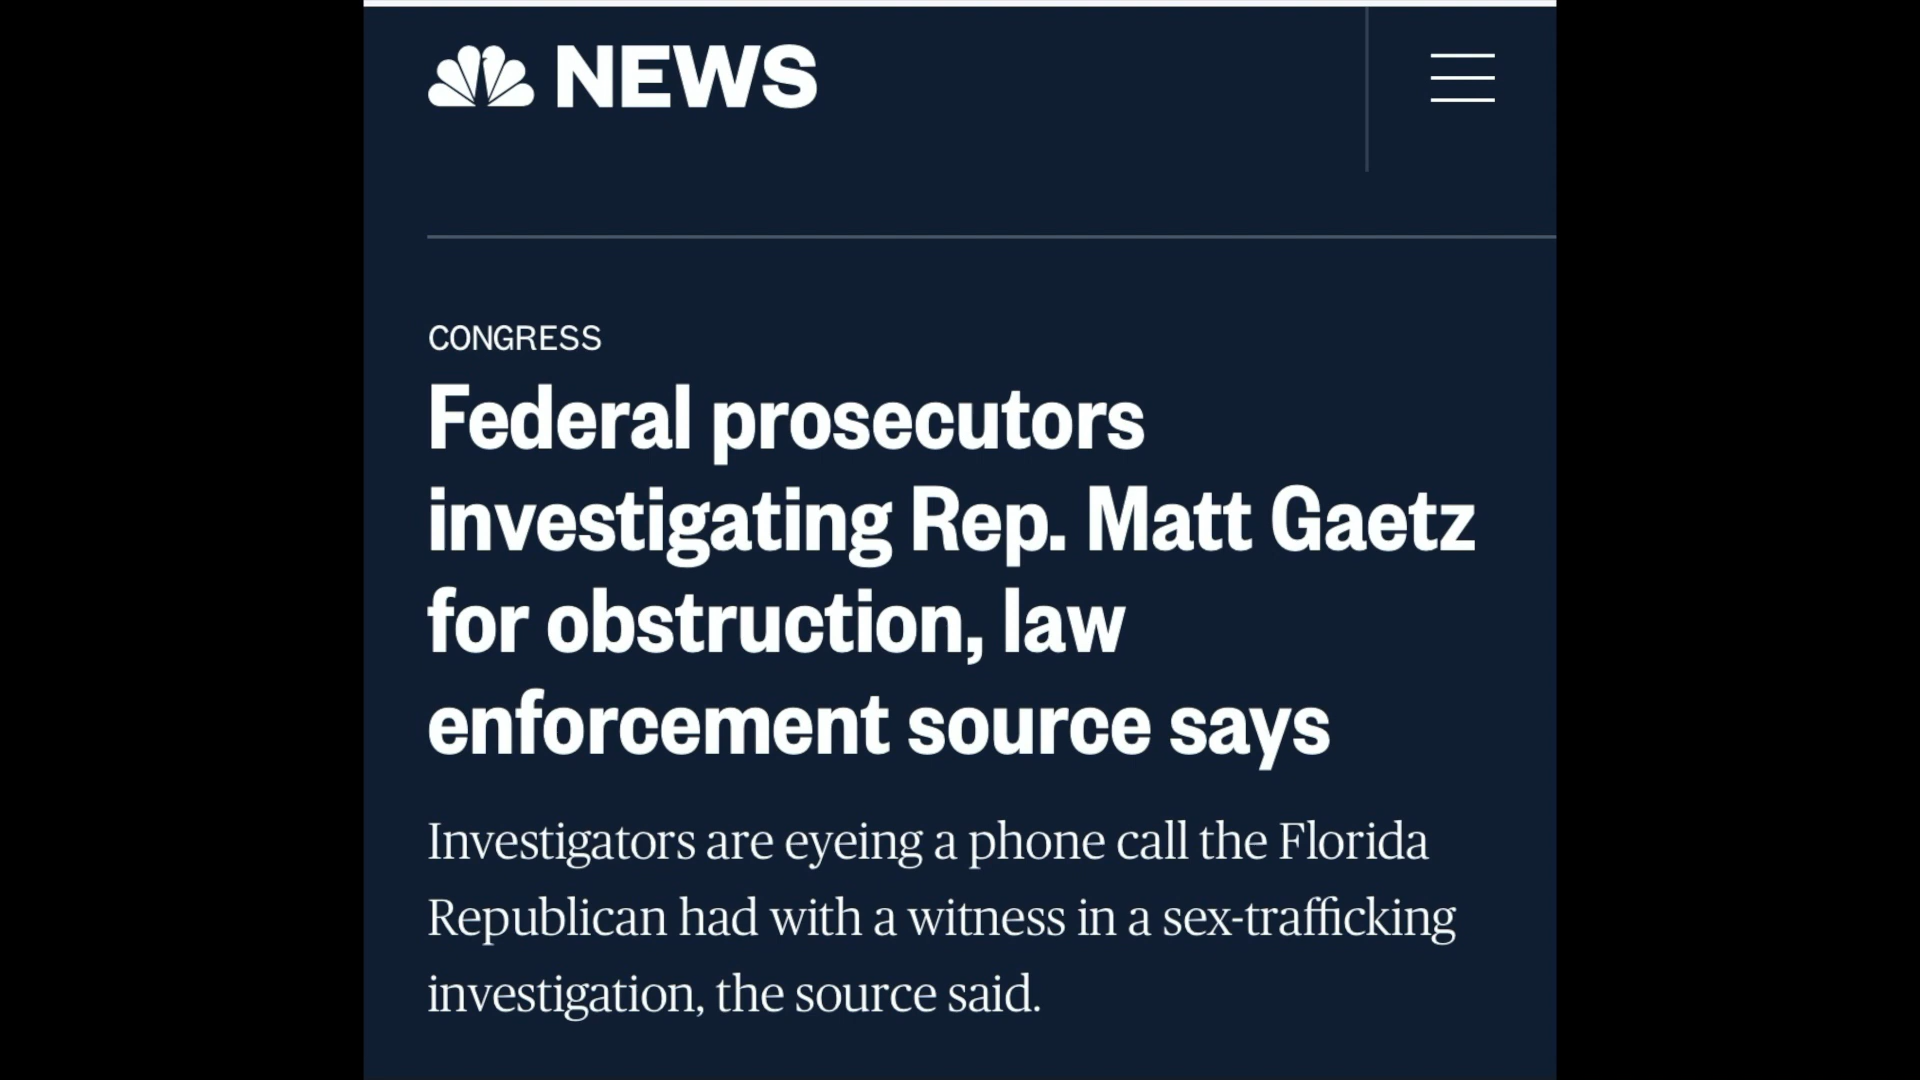 NEWS
CONGRESS
Federal prosecutors
investigating Rep. Matt Gaetz
for obstruction, law
enforcement source says
Investigators are eyeing a phone call the Florida
Republican had with a witness in a sex-trafficking
investigation, the source said.